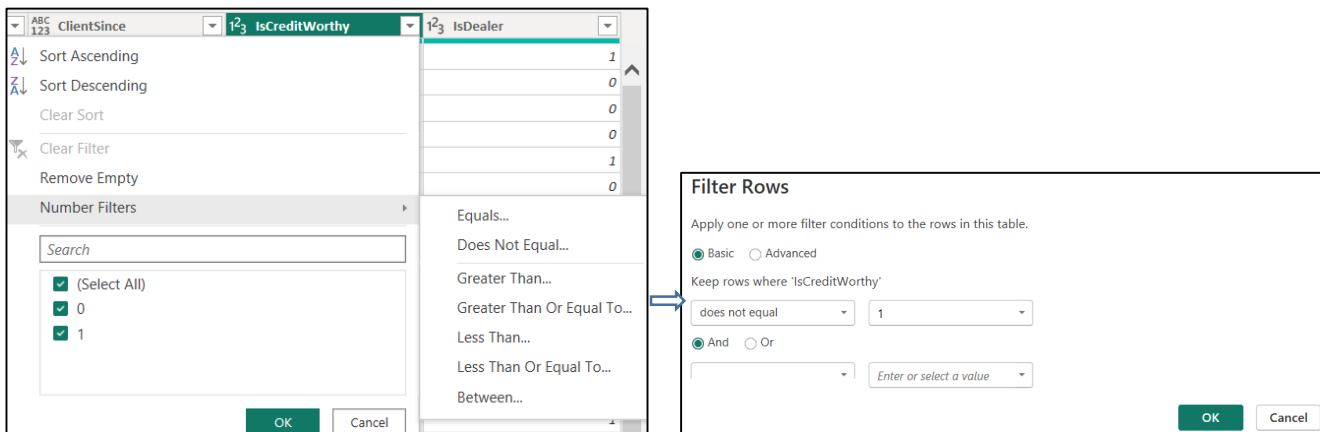 ABC 123 ClientSince 1²3 IsCreditWorthy 1²3 IsDealer
Sort Ascending
Sort Descending
Clear Sort
Clear Filter
Remove Empty
Number Filters
Search
(Select All)
0
1
OK Cancel
1
0
0
0
1
0
Equals...
Does Not Equal...
Greater Than...
Greater Than Or Equal To...
Less Than...
Less Than Or Equal To...
Between...
1
Filter Rows
Apply one or more filter conditions to the rows in this table.
Basic Advanced
Keep rows where 'IsCreditWorthy'
does not equal 1
And Or
Enter or select a value
OK Cancel